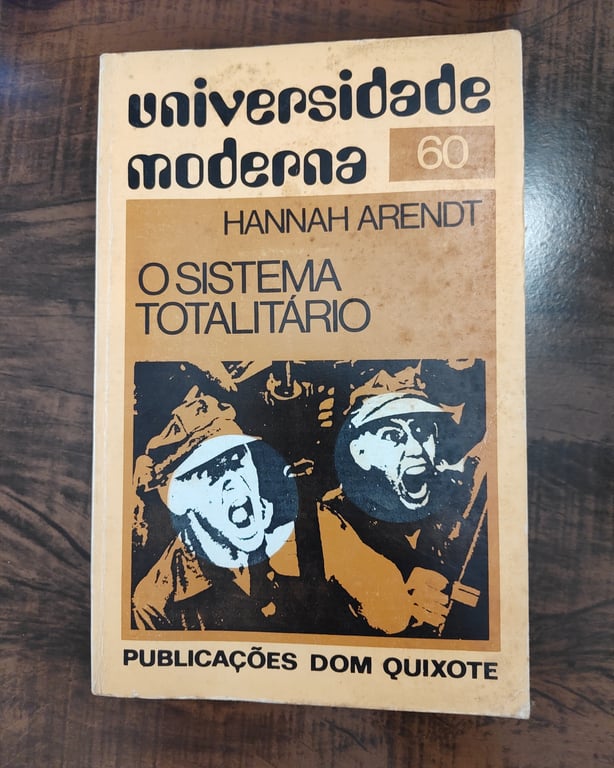 universidade
moderna
60
HANNAH ARENDT
O SISTEMA
TOTALITÁRIO
PUBLICAÇÕES DOM QUIXOTE